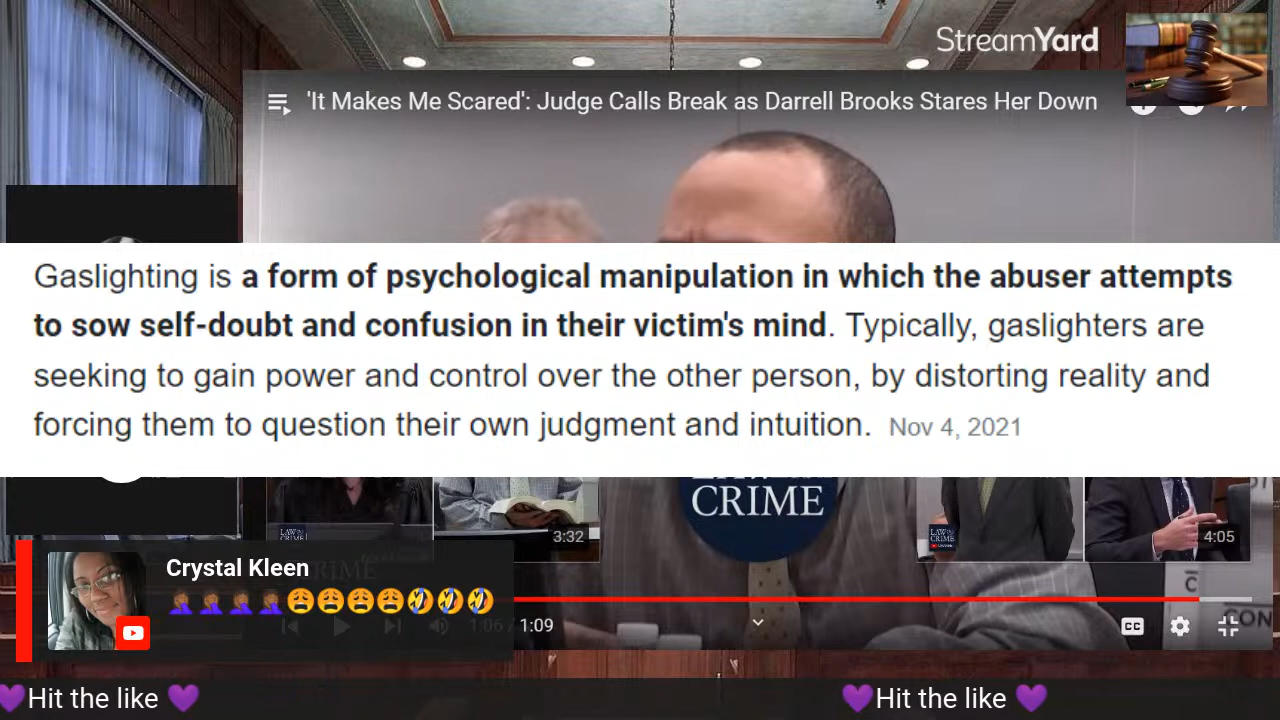 StreamYard
'It Makes Me Scared': Judge Calls Break as Darrell Brooks Stares Her Down
Gaslighting is a form of psychological manipulation in which the abuser attempts
to sow self-doubt and confusion in their victim's mind. Typically, gaslighters are
seeking to gain power and control over the other person, by distorting reality and
forcing them to question their own judgment and intuition. Nov 4, 2021
CRIME
3:32
4:05
Crystal Kleen
🤦🏾‍♀️🤦🏾‍♀️🤦🏾‍♀️🤦🏾‍♀️😩😩😩😩🤣🤣🤣
1:06 / 1:09
CC
💜Hit the like 💜
💜Hit the like 💜